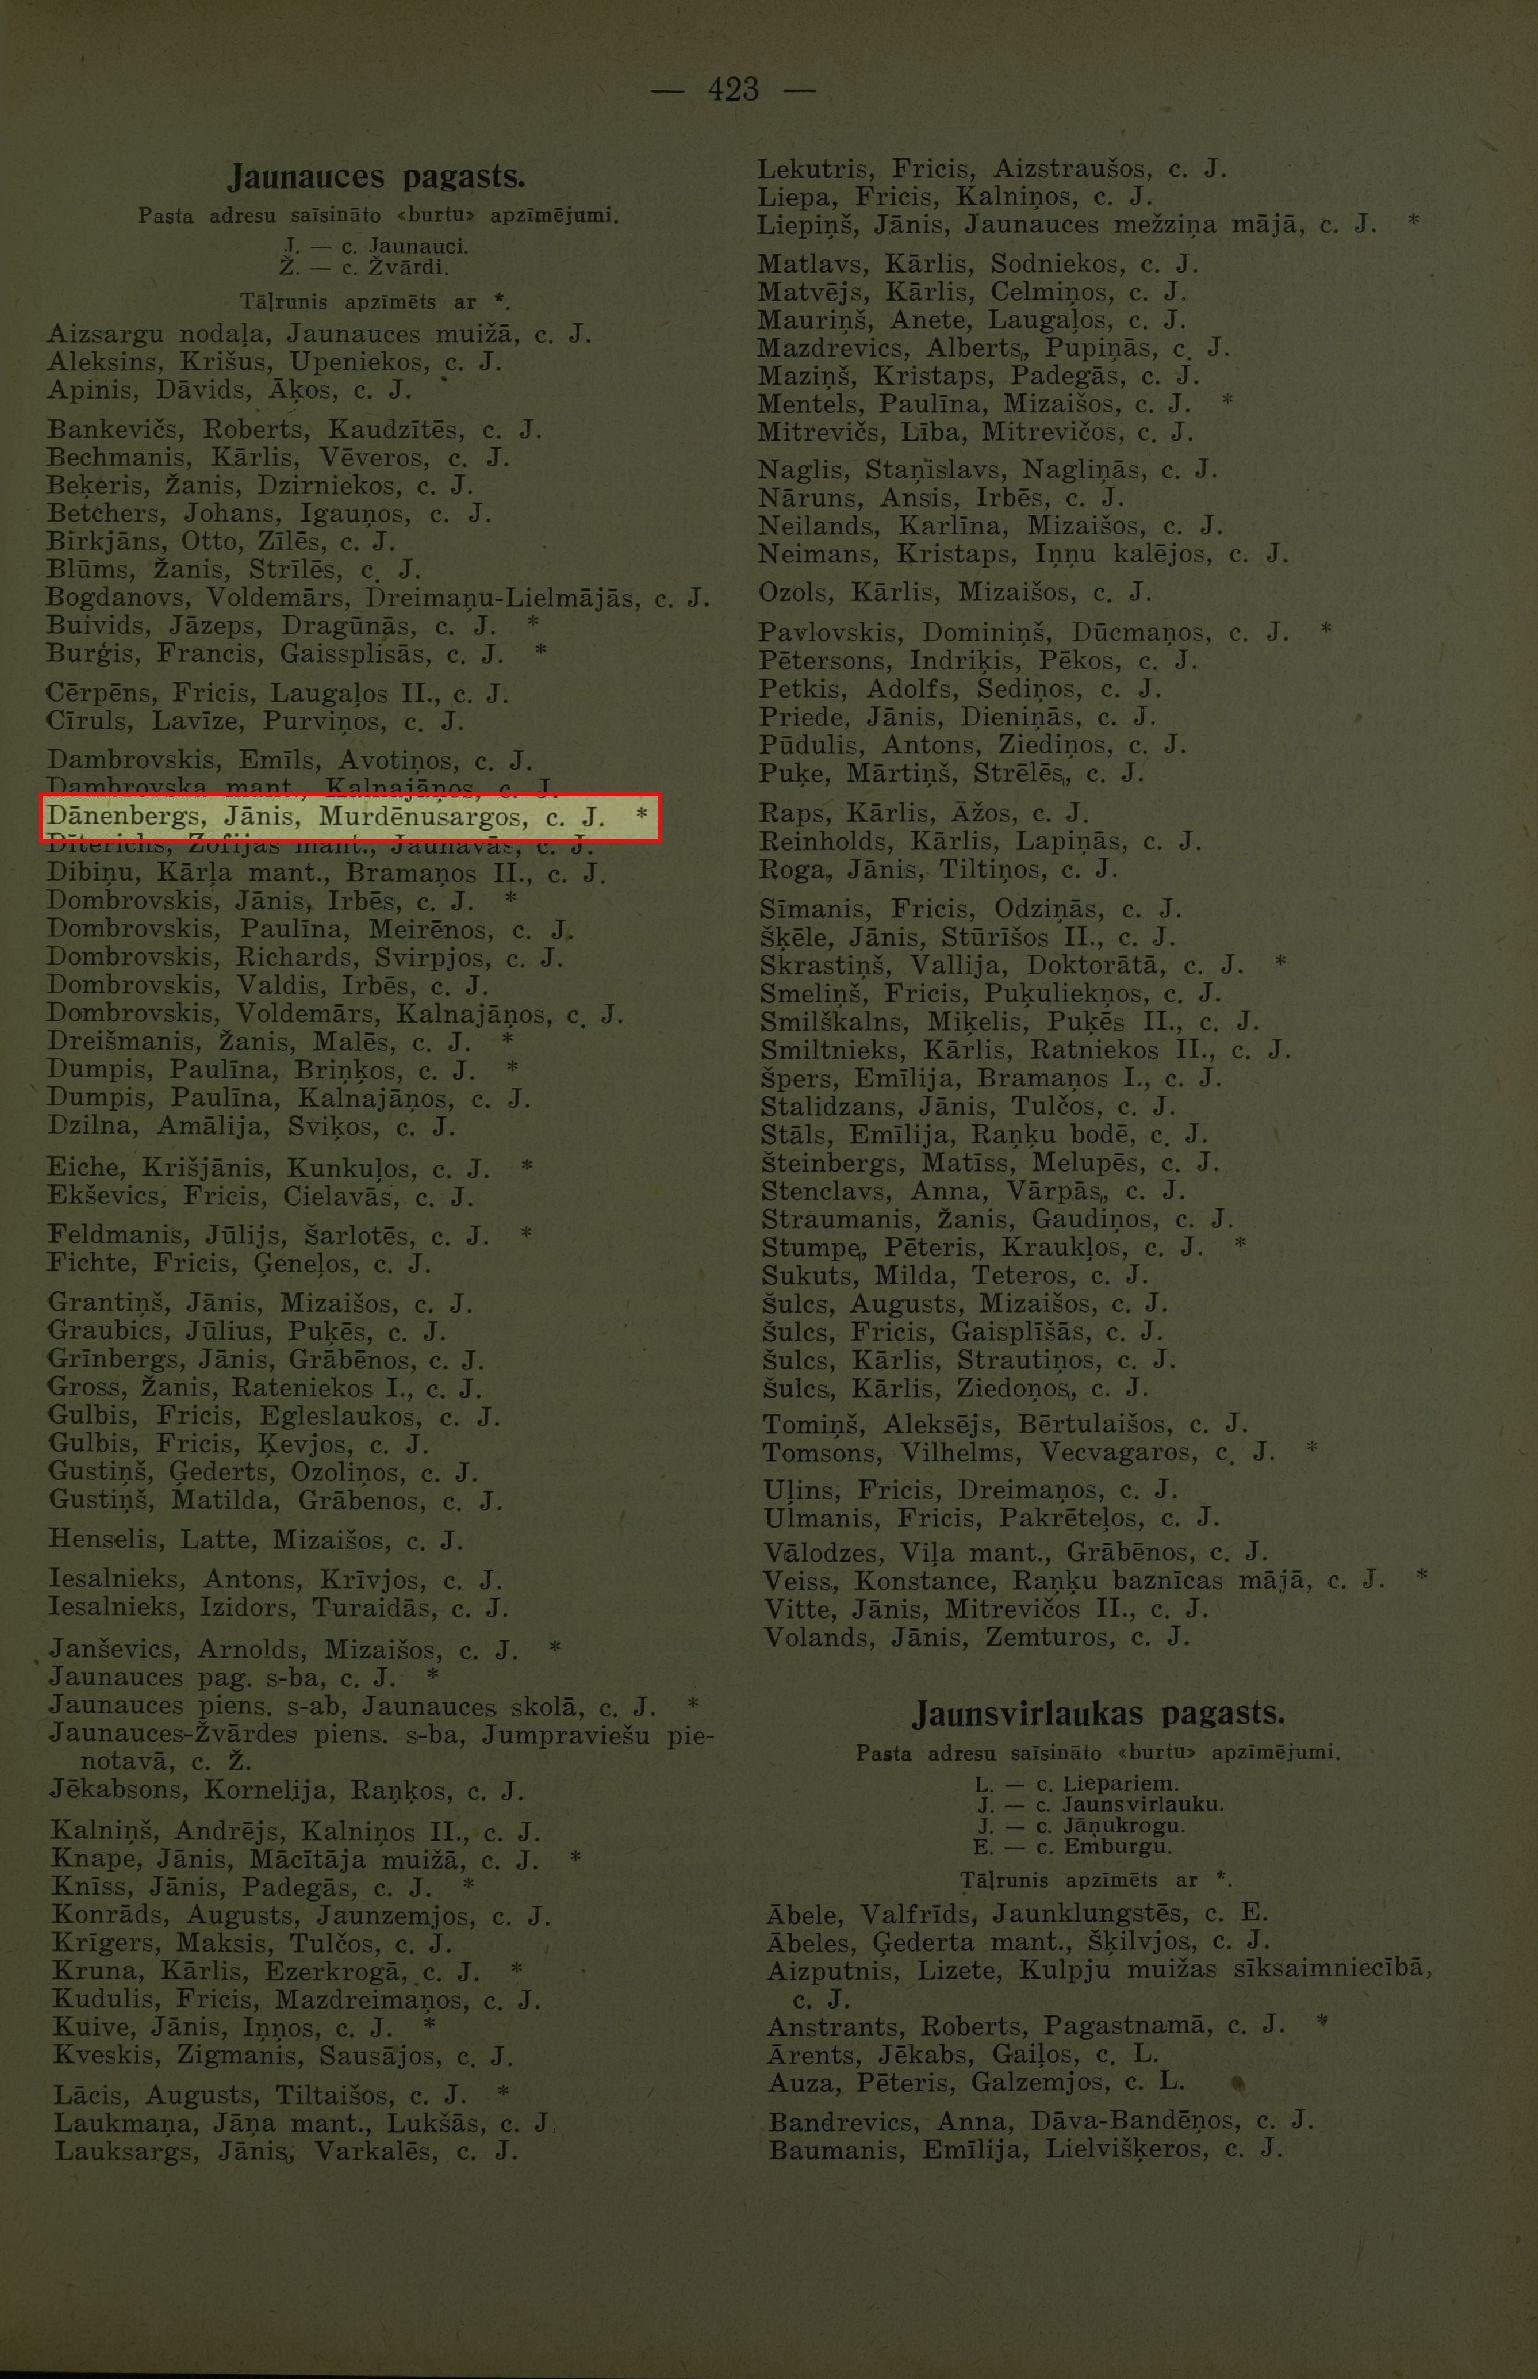 — 423 —
Jaunauces pagasts.
Pasta adresu saīsināto «burtu» apzīmējumi.
J. — c. Jaunauci.
Ž. — c. Žvārdi.
Tāļrunis apzīmēts ar *.
Aizsargu nodaļa, Jaunauces muižā, c. J.
Aleksins, Krišus, Upeniekos, c. J.
Apinis, Dāvids, Āķos, c. J.
Bankevičs, Roberts, Kaudzītēs, c. J.
Bechmanis, Kārlis, Vēveros, c. J.
Beķeris, Žanis, Dzirniekos, c. J.
Betchers, Johans, Igauņos, c. J.
Birkjāns, Otto, Zīlēs, c. J.
Blūms, Žanis, Strīlēs, c. J.
Bogdanovs, Voldemārs, Dreimaņu-Lielmājās, c. J.
Buivids, Jāzeps, Dragūnās, c. J. *
Burģis, Francis, Gaissplisās, c. J. *
Cērpēns, Fricis, Laugaļos II., c. J.
Cīruls, Lavīze, Purviņos, c. J.
Dambrovskis, Emīls, Avotiņos, c. J.
Dambrovska mant., Kalnajāņos, c. J.
Dānenbergs, Jānis, Murdēnusargos, c. J. *
Dīterichs, Zofijas mant., Jaunavās, c. J.
Dibiņu, Kārļa mant., Bramaņos II., c. J.
Dombrovskis, Jānis, Irbēs, c. J. *
Dombrovskis, Paulīna, Meirēnos, c. J.
Dombrovskis, Richards, Svirpjos, c. J.
Dombrovskis, Valdis, Irbēs, c. J.
Dombrovskis, Voldemārs, Kalnajāņos, c. J.
Dreišmanis, Žanis, Malēs, c. J. *
Dumpis, Paulīna, Briņķos, c. J. *
Dumpis, Paulīna, Kalnajāņos, c. J.
Dzilna, Amālija, Sviķos, c. J.
Eiche, Krišjānis, Kunkuļos, c. J. *
Ekševics, Fricis, Cielavās, c. J.
Feldmanis, Jūlijs, Šarlotēs, c. J. *
Fichte, Fricis, Ģeneļos, c. J.
Grantiņš, Jānis, Mizaišos, c. J.
Graubics, Jūlius, Puķēs, c. J.
Grīnbergs, Jānis, Grābēnos, c. J.
Gross, Žanis, Rateniekos I., c. J.
Gulbis, Fricis, Egleslaukos, c. J.
Gulbis, Fricis, Ķevjos, c. J.
Gustiņš, Ģederts, Ozoliņos, c. J.
Gustiņš, Matilda, Grābenos, c. J.
Henselis, Latte, Mizaišos, c. J.
Iesalnieks, Antons, Krīvjos, c. J.
Iesalnieks, Izidors, Turaidās, c. J.
Janševics, Arnolds, Mizaišos, c. J. *
Jaunauces pag. s-ba, c. J. *
Jaunauces piens. s-ab, Jaunauces skolā, c. J. *
Jaunauces-Žvārdes piens. s-ba, Jumpraviešu pie-
notavā, c. Ž.
Jēkabsons, Kornelija, Raņķos, c. J.
Kalniņš, Andrējs, Kalniņos II., c. J.
Knape, Jānis, Mācītāja muižā, c. J. *
Knīss, Jānis, Padegās, c. J. *
Konrāds, Augusts, Jaunzemjos, c. J.
Krīgers, Maksis, Tulčos, c. J.
Kruna, Kārlis, Ezerkrogā, c. J. *
Kudulis, Fricis, Mazdreimaņos, c. J.
Kuive, Jānis, Iņņos, c. J. *
Kveskis, Zigmanis, Sausājos, c. J.
Lācis, Augusts, Tiltaišos, c. J. *
Laukmaņa, Jāņa mant., Lukšās, c. J.
Lauksargs, Jānis, Varkalēs, c. J.
Lekutris, Fricis, Aizstraušos, c. J.
Liepa, Fricis, Kalniņos, c. J.
Liepiņš, Jānis, Jaunauces mežziņa mājā, c. J. *
Matlavs, Kārlis, Sodniekos, c. J.
Matvējs, Kārlis, Celmiņos, c. J.
Mauriņš, Anete, Laugaļos, c. J.
Mazdrevics, Alberts, Pupiņās, c. J.
Maziņš, Kristaps, Padegās, c. J.
Mentels, Paulīna, Mizaišos, c. J. *
Mitrevičs, Lība, Mitrevičos, c. J.
Naglis, Staņislavs, Nagliņās, c. J.
Nāruns, Ansis, Irbēs, c. J.
Neilands, Karlīna, Mizaišos, c. J.
Neimans, Kristaps, Iņņu kalējos, c. J.
Ozols, Kārlis, Mizaišos, c. J.
Pavlovskis, Dominiņš, Dūcmaņos, c. J. *
Pētersons, Indriķis, Pēkos, c. J.
Petkis, Adolfs, Sediņos, c. J.
Priede, Jānis, Dieniņās, c. J.
Pūdulis, Antons, Ziediņos, c. J.
Puķe, Mārtiņš, Strēlēs, c. J.
Raps, Kārlis, Āžos, c. J.
Reinholds, Kārlis, Lapiņās, c. J.
Roga, Jānis, Tiltiņos, c. J.
Sīmanis, Fricis, Odziņās, c. J.
Šķēle, Jānis, Stūrīšos II., c. J.
Skrastiņš, Vallija, Doktorātā, c. J. *
Smeliņš, Fricis, Puķuliekņos, c. J.
Smilškalns, Miķelis, Puķēs II., c. J.
Smiltnieks, Kārlis, Ratniekos II., c. J.
Špers, Emīlija, Bramaņos I., c. J.
Stalidzans, Jānis, Tulčos, c. J.
Stāls, Emīlija, Raņķu bodē, c. J.
Šteinbergs, Matīss, Melupēs, c. J.
Stenclavs, Anna, Vārpās, c. J.
Straumanis, Žanis, Gaudiņos, c. J.
Stumpe, Pēteris, Kraukļos, c. J. *
Sukuts, Milda, Teteros, c. J.
Šulcs, Augusts, Mizaišos, c. J.
Šulcs, Fricis, Gaisplīšās, c. J.
Šulcs, Kārlis, Strautiņos, c. J.
Šulcs, Kārlis, Ziedoņos, c. J.
Tomiņš, Aleksējs, Bērtulaišos, c. J.
Tomsons, Vilhelms, Vecvagaros, c. J. *
Uļins, Fricis, Dreimaņos, c. J.
Ulmanis, Fricis, Pakrēteļos, c. J.
Vālodzes, Viļa mant., Grābēnos, c. J.
Veiss, Konstance, Raņķu baznīcas mājā, c. J. *
Vitte, Jānis, Mitrevičos II., c. J.
Volands, Jānis, Zemturos, c. J.
Jaunsvirlaukas pagasts.
Pasta adresu saīsināto «burtu» apzīmējumi.
L. — c. Liepariem.
J. — c. Jaunsvirlauku.
J. — c. Jāņukrogu.
E. — c. Emburgu.
Tāļrunis apzīmēts ar *.
Ābele, Valfrīds, Jaunklungstēs, c. E.
Ābeles, Ģederta mant., Šķilvjos, c. J.
Aizputnis, Lizete, Kulpju muižas sīksaimniecībā,
c. J.
Anstrants, Roberts, Pagastnamā, c. J. *
Ārents, Jēkabs, Gaiļos, c. L.
Auza, Pēteris, Galzemjos, c. L.
Bandrevics, Anna, Dāva-Bandēņos, c. J.
Baumanis, Emīlija, Lielvišķeros, c. J.